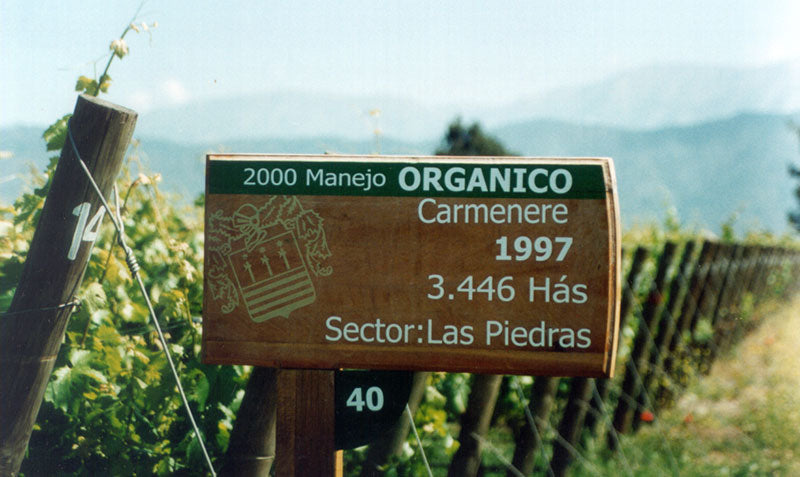 14
2000 Manejo ORGANICO
Carmenere
1997
3.446 Hás
Sector:Las Piedras
40